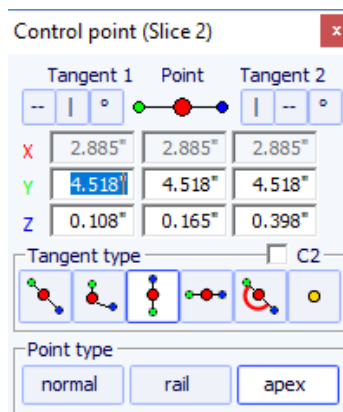 Control point (Slice 2) x
Tangent 1 Point Tangent 2
-- | ° | -- °
X 2.885" 2.885" 2.885"
Y 4.518" 4.518" 4.518"
Z 0.108" 0.165" 0.398"
Tangent type C2
Point type
normal rail apex